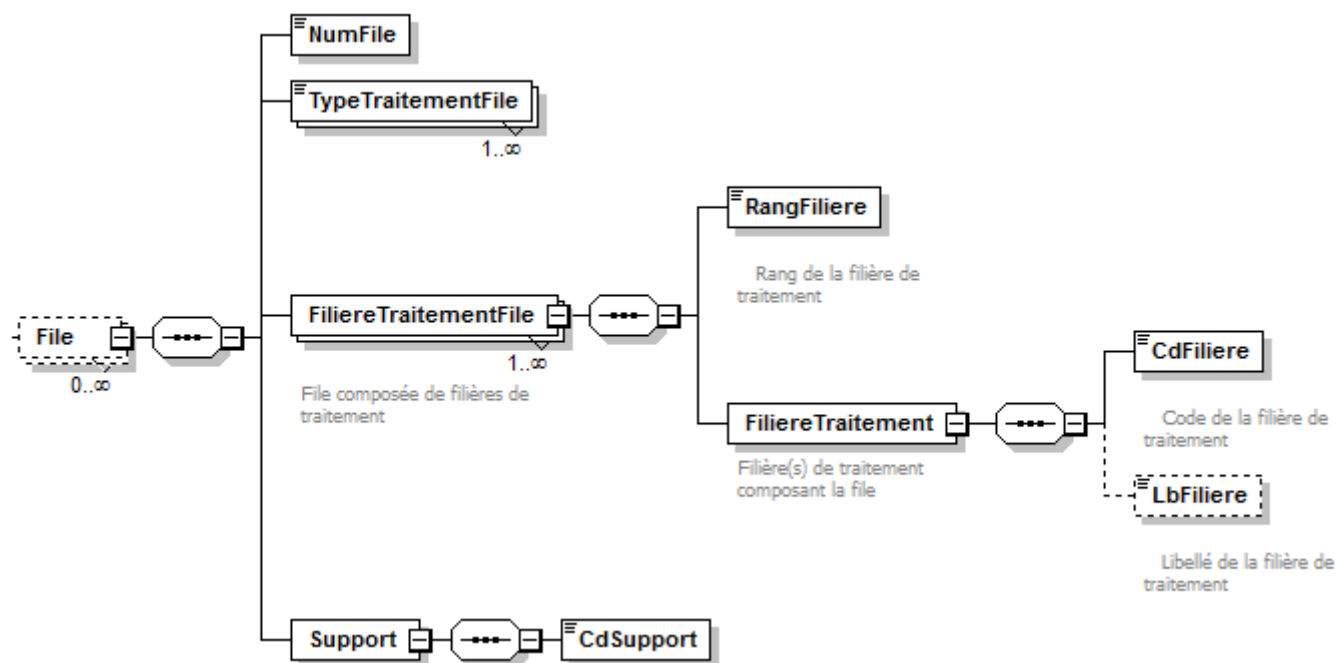 NumFile
TypeTraitementFile
1..∞
RangFiliere
Rang de la filière de
traitement
FiliereTraitementFile
1..∞
File composée de filières de
traitement
File
0..∞
CdFiliere
Code de la filière de
traitement
FiliereTraitement
Filière(s) de traitement
composant la file
LbFiliere
Libellé de la filière de
traitement
Support
CdSupport